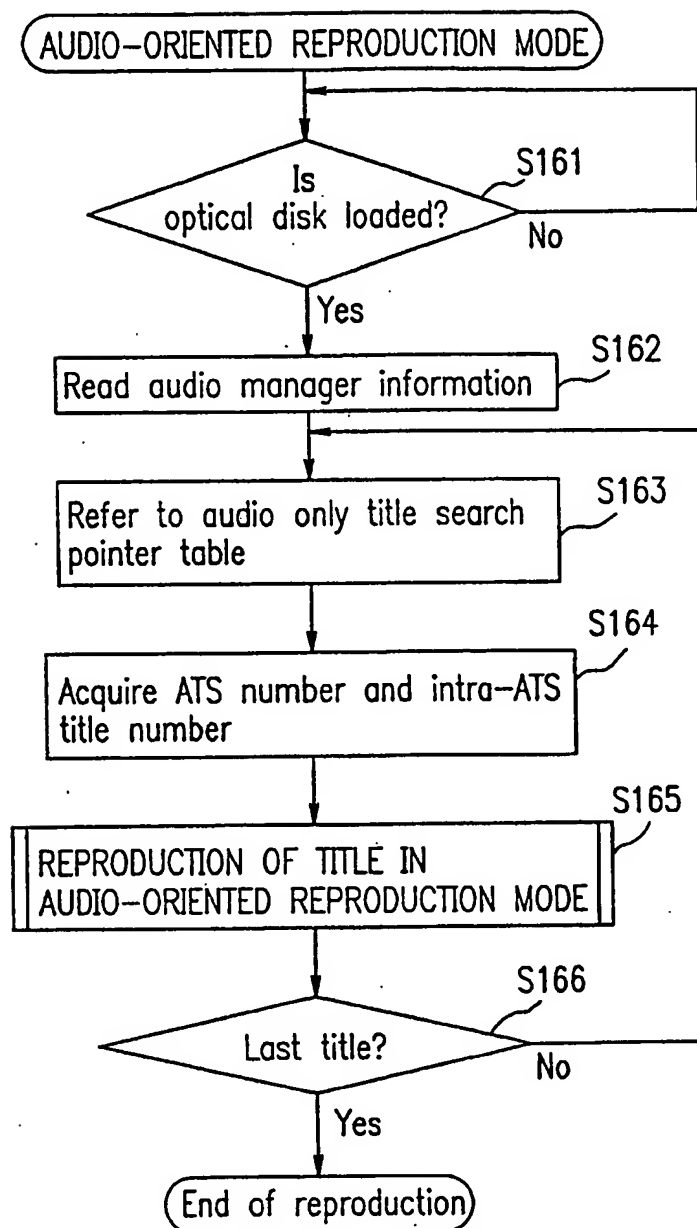 AUDIO-ORIENTED REPRODUCTION MODE
S161
Is
optical disk loaded?
No
Yes
S162
Read audio manager information
S163
Refer to audio only title search
pointer table
S164
Acquire ATS number and intra-ATS
title number
S165
REPRODUCTION OF TITLE IN
AUDIO-ORIENTED REPRODUCTION MODE
S166
Last title?
No
Yes
End of reproduction